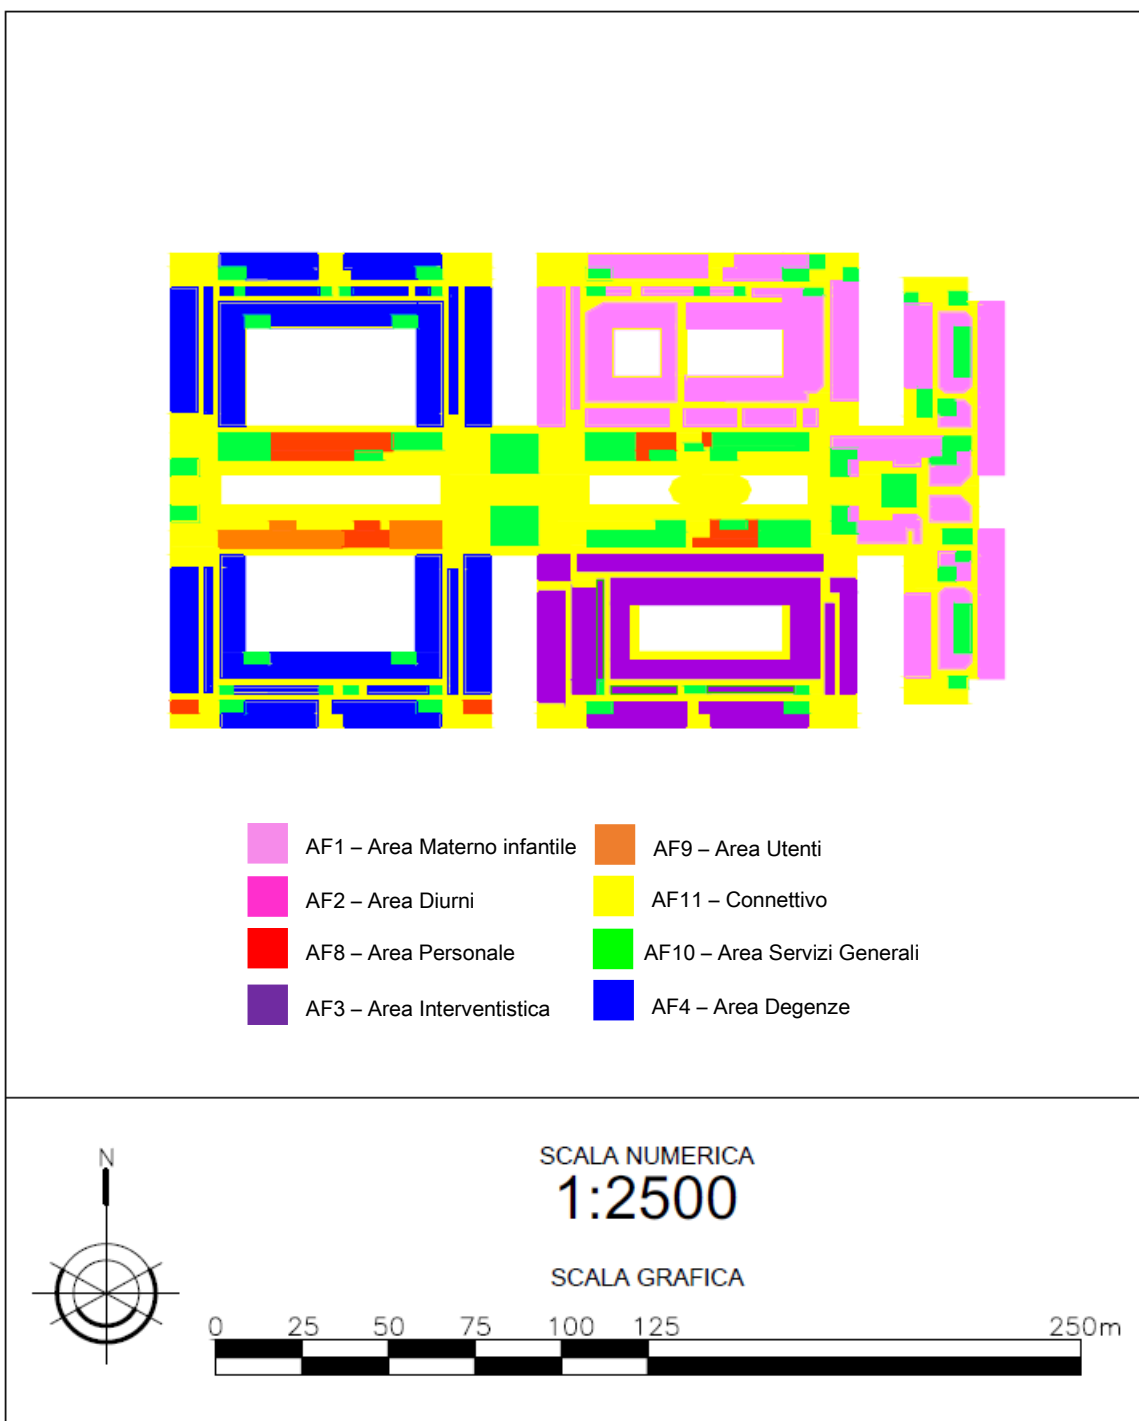 AF1 – Area Materno infantile
AF9 – Area Utenti
AF2 – Area Diurni
AF11 – Connettivo
AF8 – Area Personale
AF10 – Area Servizi Generali
AF3 – Area Interventistica
AF4 – Area Degenze
N
SCALA NUMERICA
1:2500
SCALA GRAFICA
0 25 50 75 100 125 250m